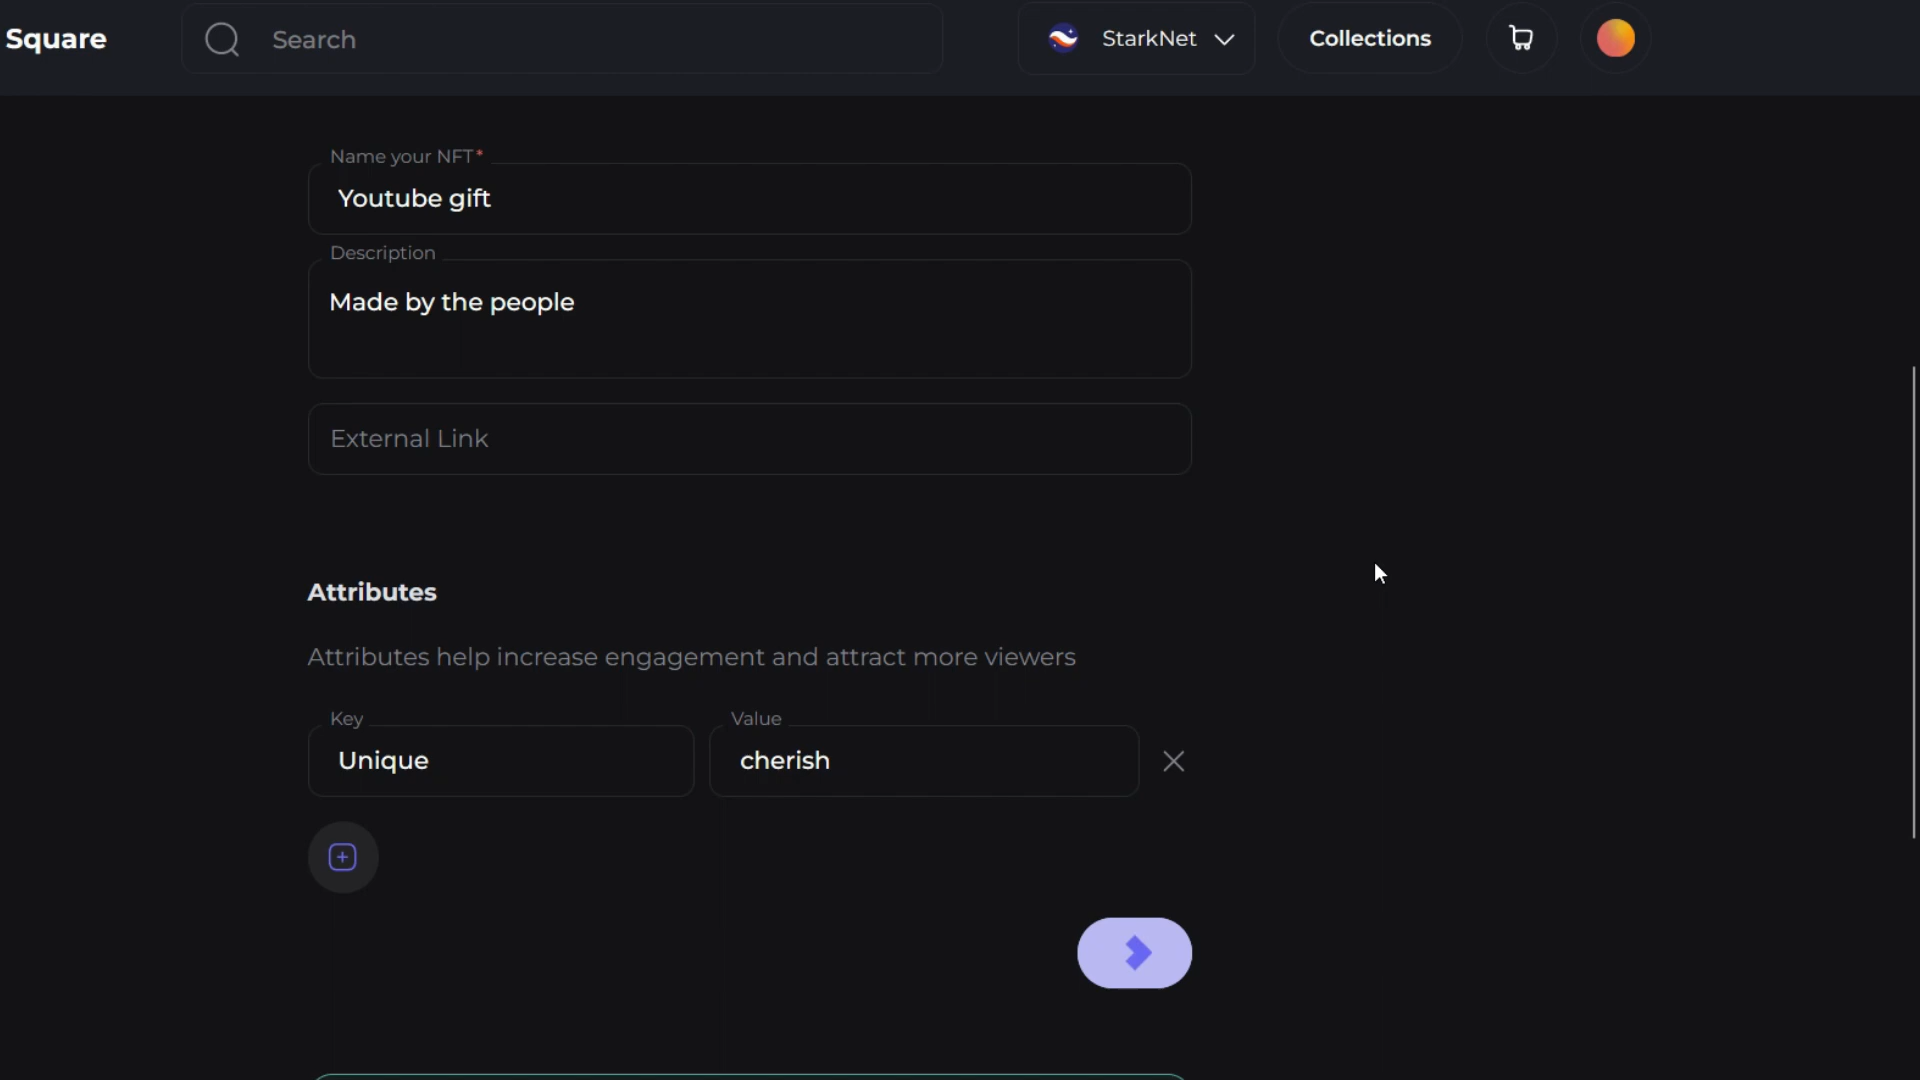 Square
Search
StarkNet
Collections
Name your NFT*
Youtube gift
Description
Made by the people
External Link
Attributes
Attributes help increase engagement and attract more viewers
Key
Value
Unique
cherish